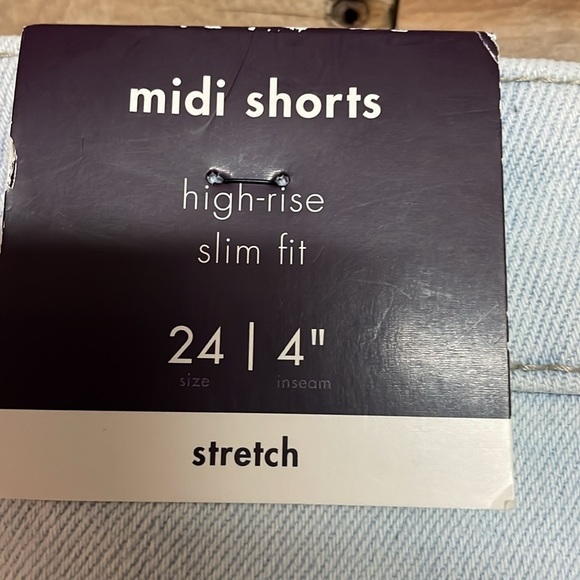 midi shorts
high-rise
slim fit
24 | 4"
size inseam
stretch